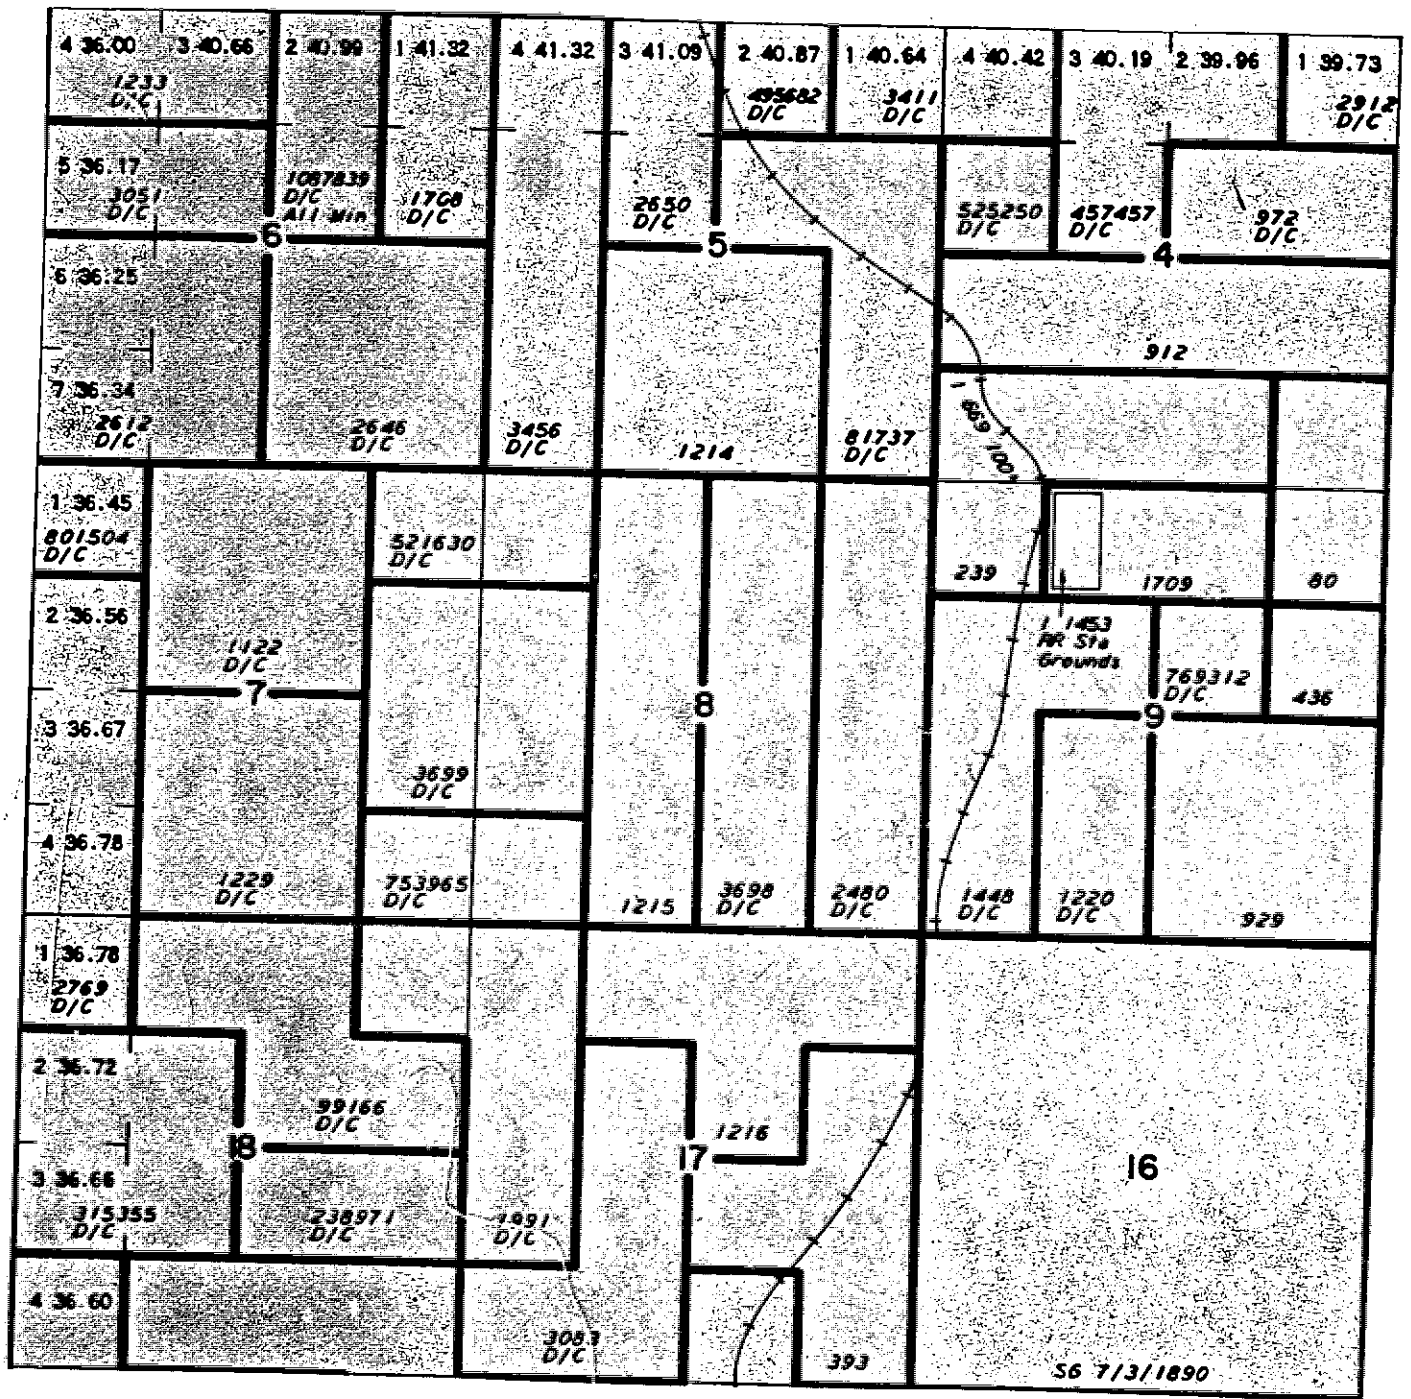 4 36.00 3 40.66 2 40.99 1 41.32 4 41.32 3 41.09 2 40.87 1 40.64 4 40.42 3 40.19 2 39.96 1 39.73
1233
D/C
495682
D/C
3411
D/C
2912
D/C
5 36.17
3051
D/C
1087839
D/C
All Min
1708
D/C
2650
D/C
525250
D/C
457457
D/C
972
D/C
6 5 4
6 36.25
912
7 36.34
2612
D/C
2646
D/C
3456
D/C
1214
81737
D/C
1 669 100'
1 36.45
801504
D/C
521630
D/C
239
1709
80
2 36.56
1122
D/C
1 1453
RR Sta
Grounds
769312
D/C
436
7 8 9
3 36.67
3699
D/C
4 36.78
1229
D/C
753965
D/C
1215
3698
D/C
2480
D/C
1448
D/C
1220
D/C
929
1 36.78
2769
D/C
2 36.72
99166
D/C
1216
18 17 16
3 36.66
315355
D/C
238971
D/C
1991
D/C
4 36.60
3083
D/C
393
S6 7/3/1890